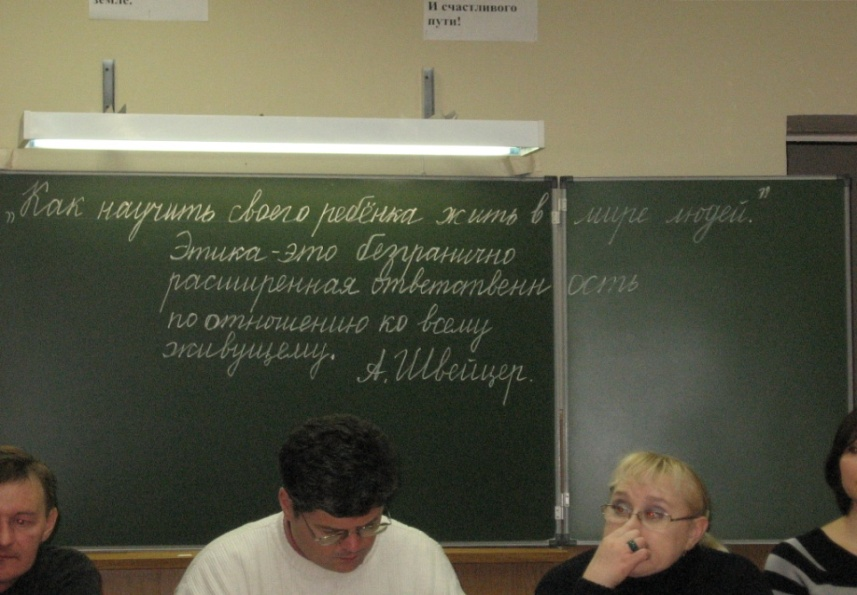 земле.
И счастливого
пути!
„Как научить своего ребёнка жить в мире людей."
Этика-это безгранично
расширенная ответственность
по отношению ко всему
живущему.
А. Швейцер.